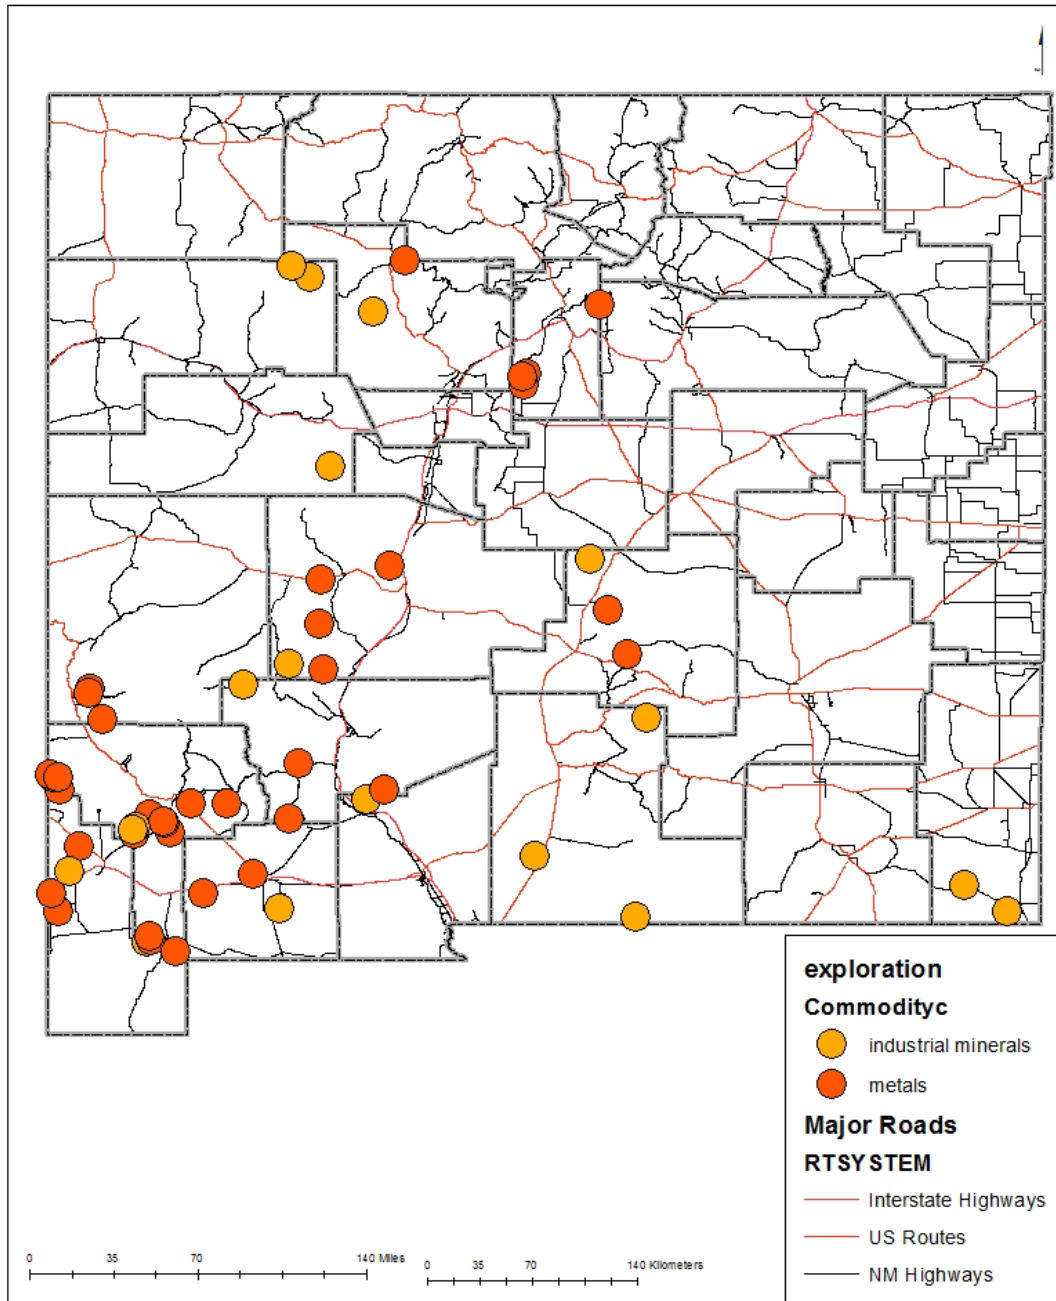 exploration
Commodityc
industrial minerals
metals
Major Roads
RTSYSTEM
Interstate Highways
US Routes
NM Highways
0 35 70 140 Miles
0 35 70 140 Kilometers